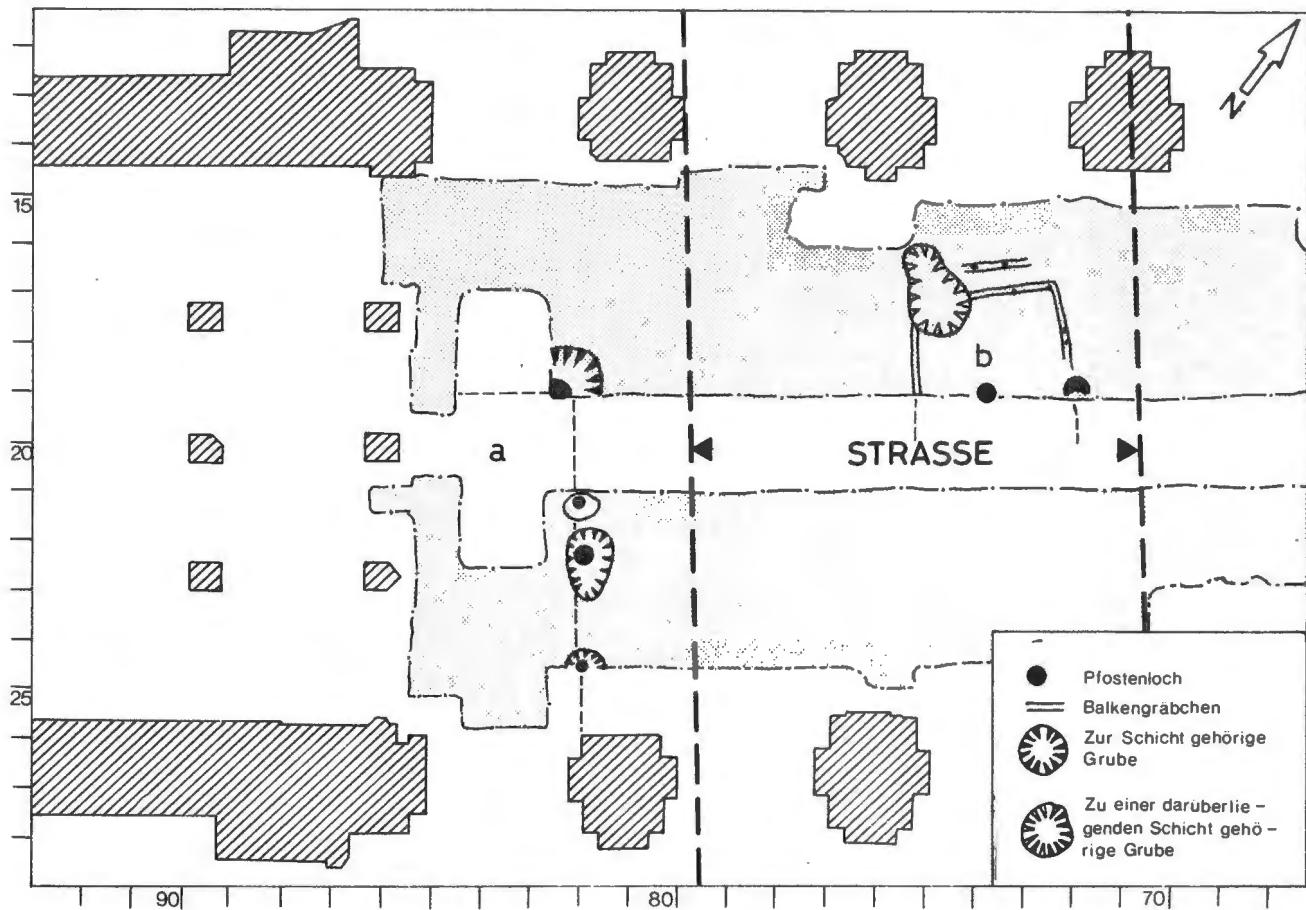 N
15
b
20
a
STRASSE
Pfostenloch
Balkengräbchen
Zur Schicht gehörige
Grube
25
Zu einer darüberlie-
genden Schicht gehö-
rige Grube
90
80
70